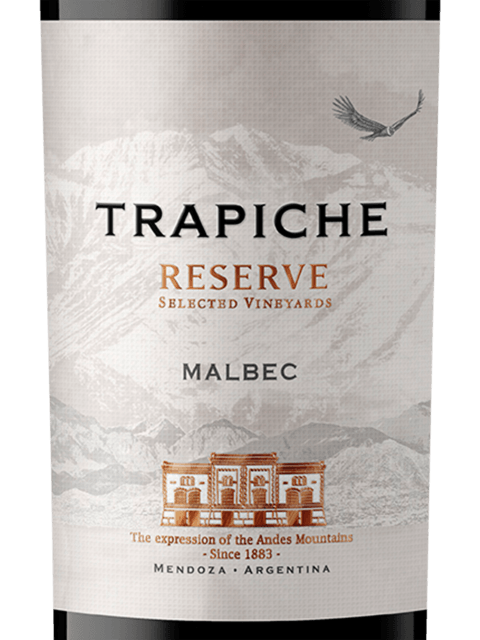 TRAPICHE
RESERVE
SELECTED VINEYARDS
MALBEC
The expression of the Andes Mountains
- Since 1883 -
MENDOZA • ARGENTINA